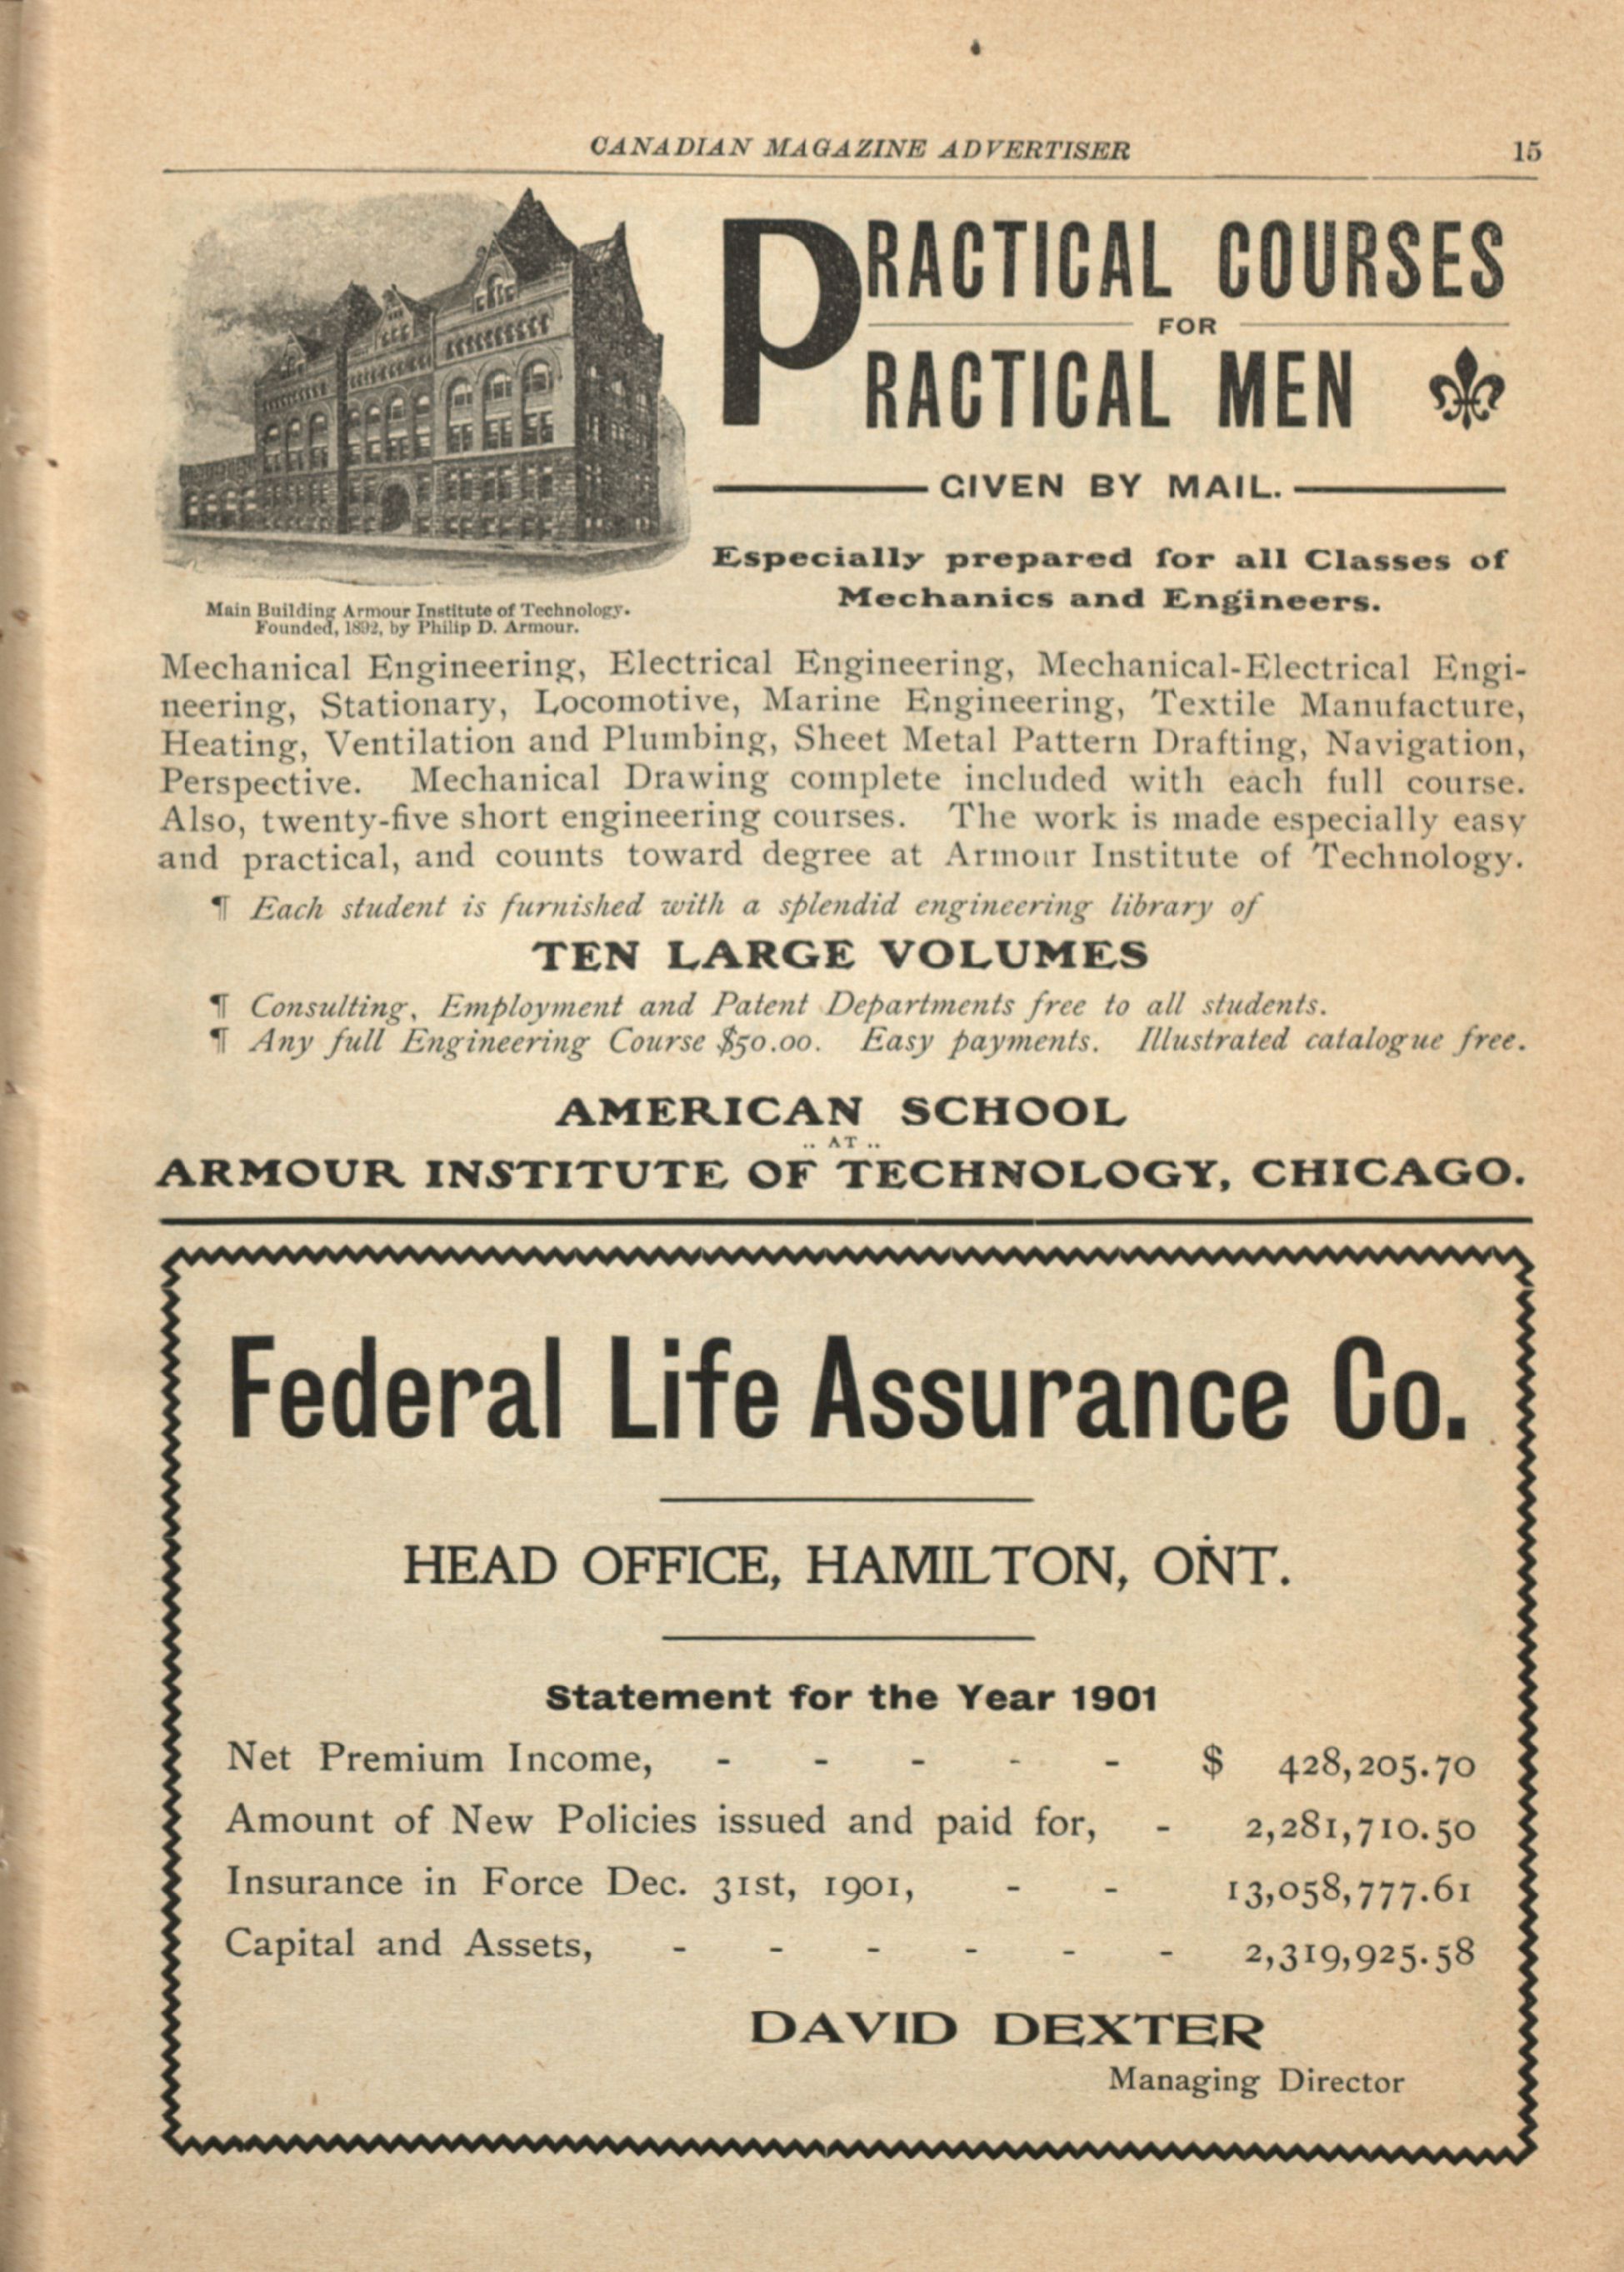 CANADIAN MAGAZINE ADVERTISER 15
PRACTICAL COURSES
FOR
PRACTICAL MEN
GIVEN BY MAIL.
Especially prepared for all Classes of
Mechanics and Engineers.
Main Building Armour Institute of Technology.
Founded, 1892, by Philip D. Armour.
Mechanical Engineering, Electrical Engineering, Mechanical-Electrical Engi-
neering, Stationary, Locomotive, Marine Engineering, Textile Manufacture,
Heating, Ventilation and Plumbing, Sheet Metal Pattern Drafting, Navigation,
Perspective. Mechanical Drawing complete included with each full course.
Also, twenty-five short engineering courses. The work is made especially easy
and practical, and counts toward degree at Armour Institute of Technology.
¶ Each student is furnished with a splendid engineering library of
TEN LARGE VOLUMES
¶ Consulting, Employment and Patent Departments free to all students.
¶ Any full Engineering Course $50.00. Easy payments. Illustrated catalogue free.
AMERICAN SCHOOL
.. AT ..
ARMOUR INSTITUTE OF TECHNOLOGY, CHICAGO.
Federal Life Assurance Co.
HEAD OFFICE, HAMILTON, ONT.
Statement for the Year 1901
Net Premium Income, - - - - - $ 428,205.70
Amount of New Policies issued and paid for, - 2,281,710.50
Insurance in Force Dec. 31st, 1901, - - 13,058,777.61
Capital and Assets, - - - - - - 2,319,925.58
DAVID DEXTER
Managing Director